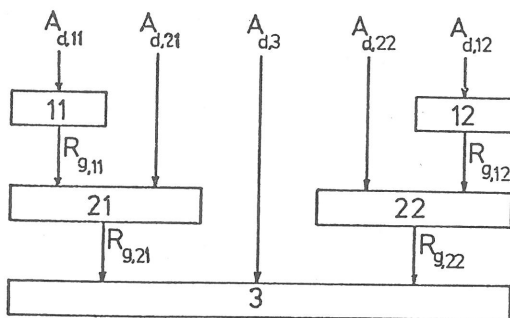 A_d,11 A_d,21 A_d,3 A_d,22 A_d,12
11 12
R_g,11 R_g,12
21 22
R_g,21 R_g,22
3